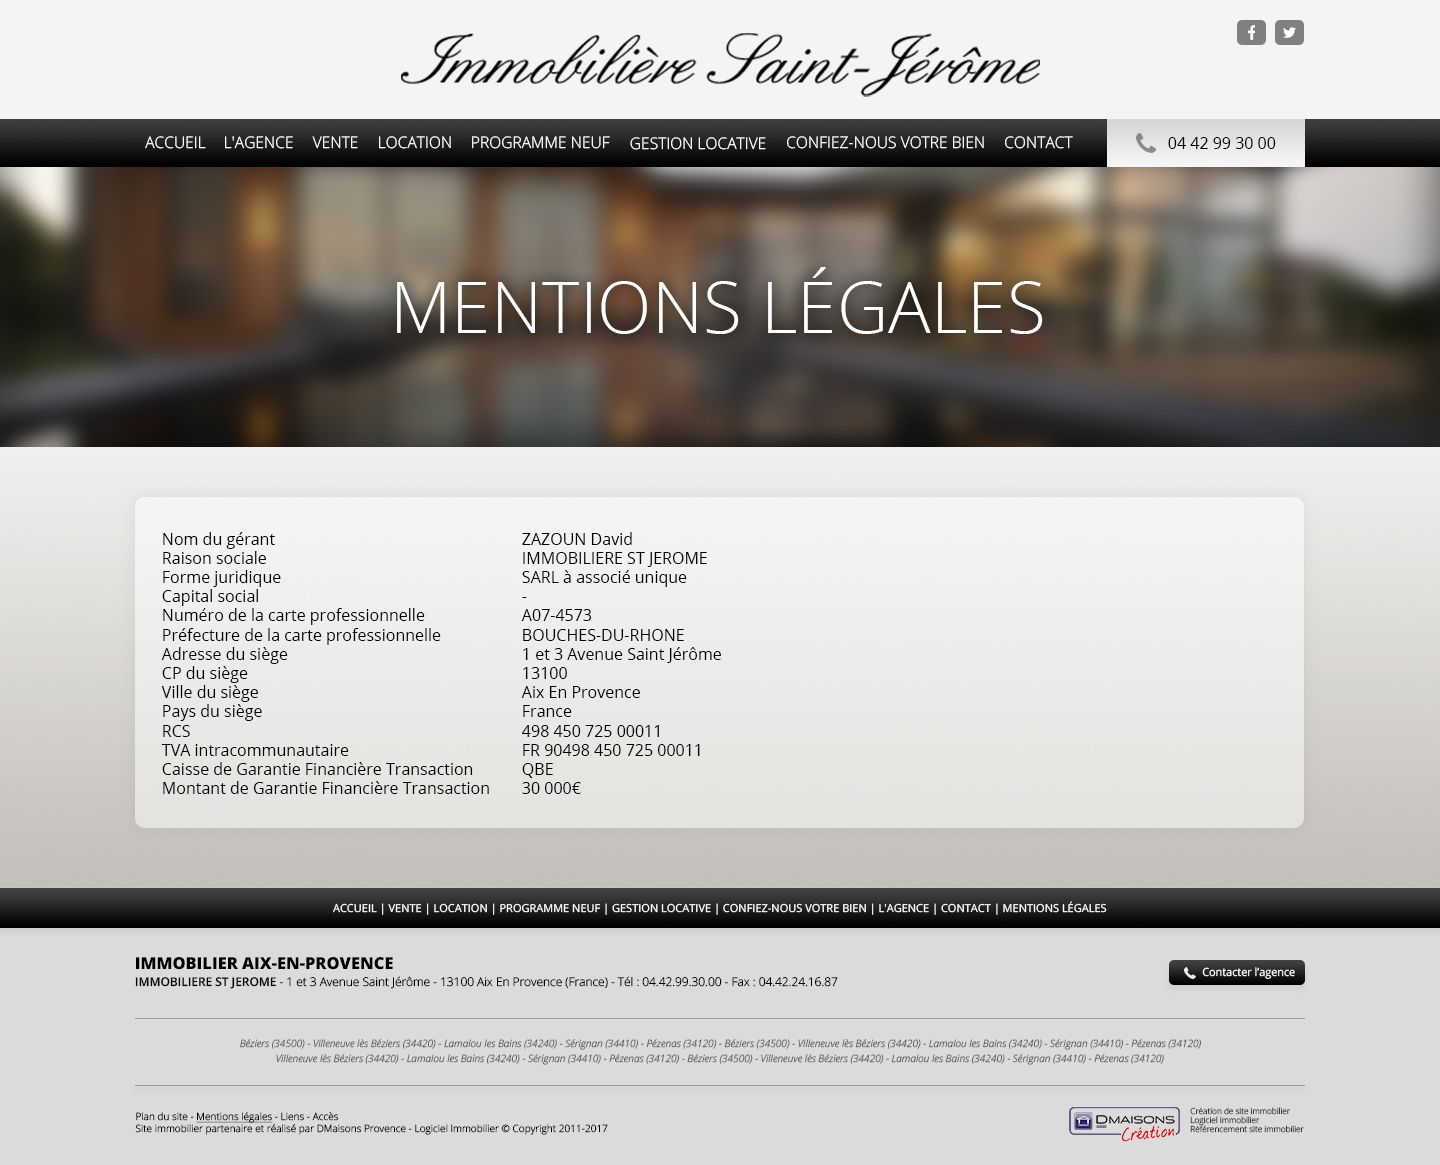 Immobilière Saint-Jérôme
ACCUEIL L'AGENCE VENTE LOCATION PROGRAMME NEUF GESTION LOCATIVE CONFIEZ-NOUS VOTRE BIEN CONTACT 04 42 99 30 00
MENTIONS LÉGALES
Nom du gérant ZAZOUN David
Raison sociale IMMOBILIERE ST JEROME
Forme juridique SARL à associé unique
Capital social -
Numéro de la carte professionnelle A07-4573
Préfecture de la carte professionnelle BOUCHES-DU-RHONE
Adresse du siège 1 et 3 Avenue Saint Jérôme
CP du siège 13100
Ville du siège Aix En Provence
Pays du siège France
RCS 498 450 725 00011
TVA intracommunautaire FR 90498 450 725 00011
Caisse de Garantie Financière Transaction QBE
Montant de Garantie Financière Transaction 30 000€
ACCUEIL | VENTE | LOCATION | PROGRAMME NEUF | GESTION LOCATIVE | CONFIEZ-NOUS VOTRE BIEN | L'AGENCE | CONTACT | MENTIONS LÉGALES
IMMOBILIER AIX-EN-PROVENCE
IMMOBILIERE ST JEROME - 1 et 3 Avenue Saint Jérôme - 13100 Aix En Provence (France) - Tél : 04.42.99.30.00 - Fax : 04.42.24.16.87
Contacter l'agence
Béziers (34500) - Villeneuve lès Béziers (34420) - Lamalou les Bains (34240) - Sérignan (34410) - Pézenas (34120) - Béziers (34500) - Villeneuve lès Béziers (34420) - Lamalou les Bains (34240) - Sérignan (34410) - Pézenas (34120)
Villeneuve lès Béziers (34420) - Lamalou les Bains (34240) - Sérignan (34410) - Pézenas (34120) - Béziers (34500) - Villeneuve lès Béziers (34420) - Lamalou les Bains (34240) - Sérignan (34410) - Pézenas (34120)
Plan du site - Mentions légales - Liens - Accès
Site immobilier partenaire et réalisé par DMaisons Provence - Logiciel Immobilier © Copyright 2011-2017
DMAISONS
Création
Création de site immobilier
Logiciel immobilier
Référencement site immobilier